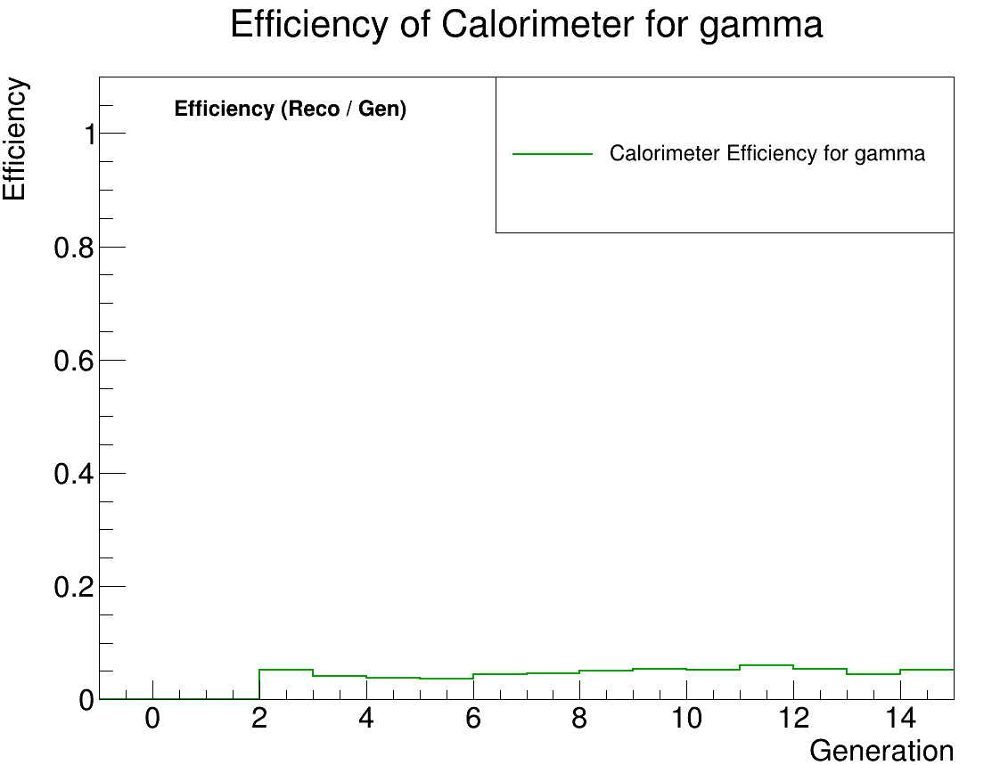 Efficiency of Calorimeter for gamma
Efficiency
Efficiency (Reco / Gen)
Calorimeter Efficiency for gamma
1
0.8
0.6
0.4
0.2
0
0 2 4 6 8 10 12 14
Generation